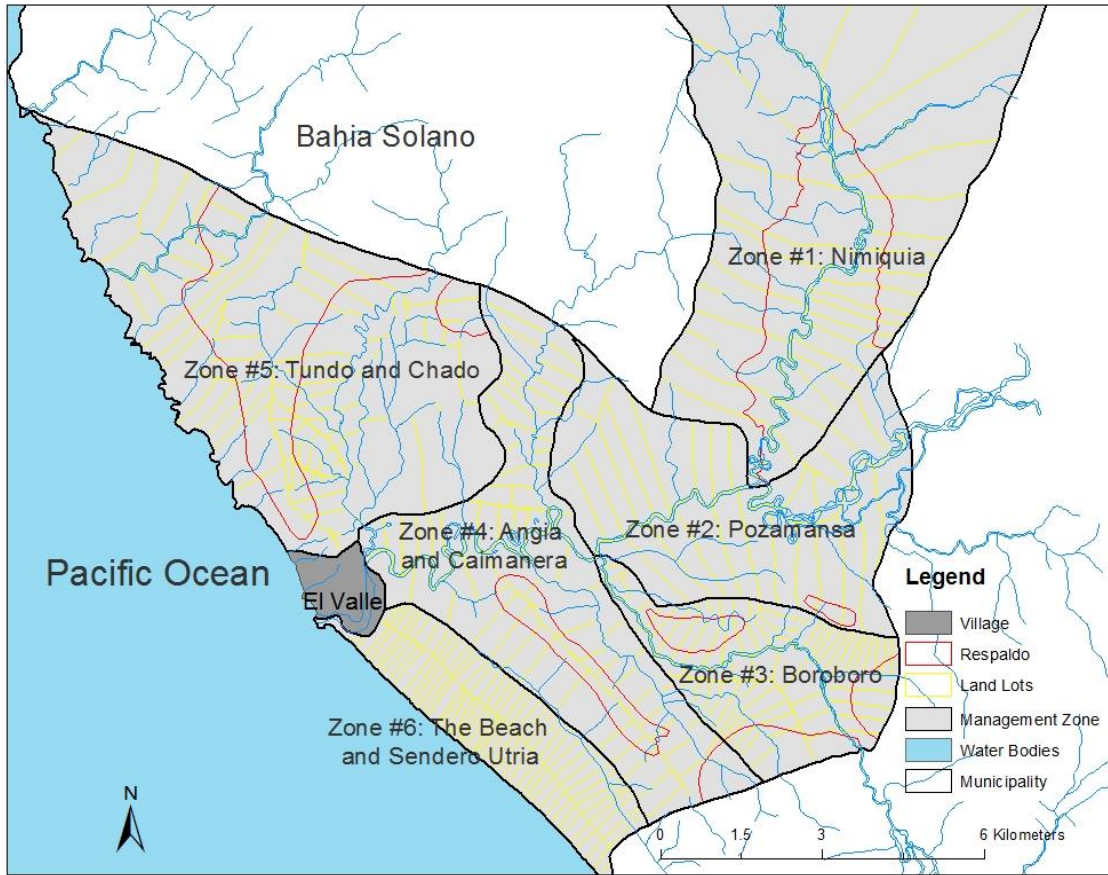 Bahia Solano
Zone #1: Nimiquia
Zone #5: Tundo and Chado
Zone #4: Angia
and Caimanera
Zone #2: Pozamansa
Pacific Ocean
El Valle
Zone #3: Boroboro
Zone #6: The Beach
and Sendero Utria
Legend
Village
Respaldo
Land Lots
Management Zone
Water Bodies
Municipality
N
0 1.5 3 6 Kilometers